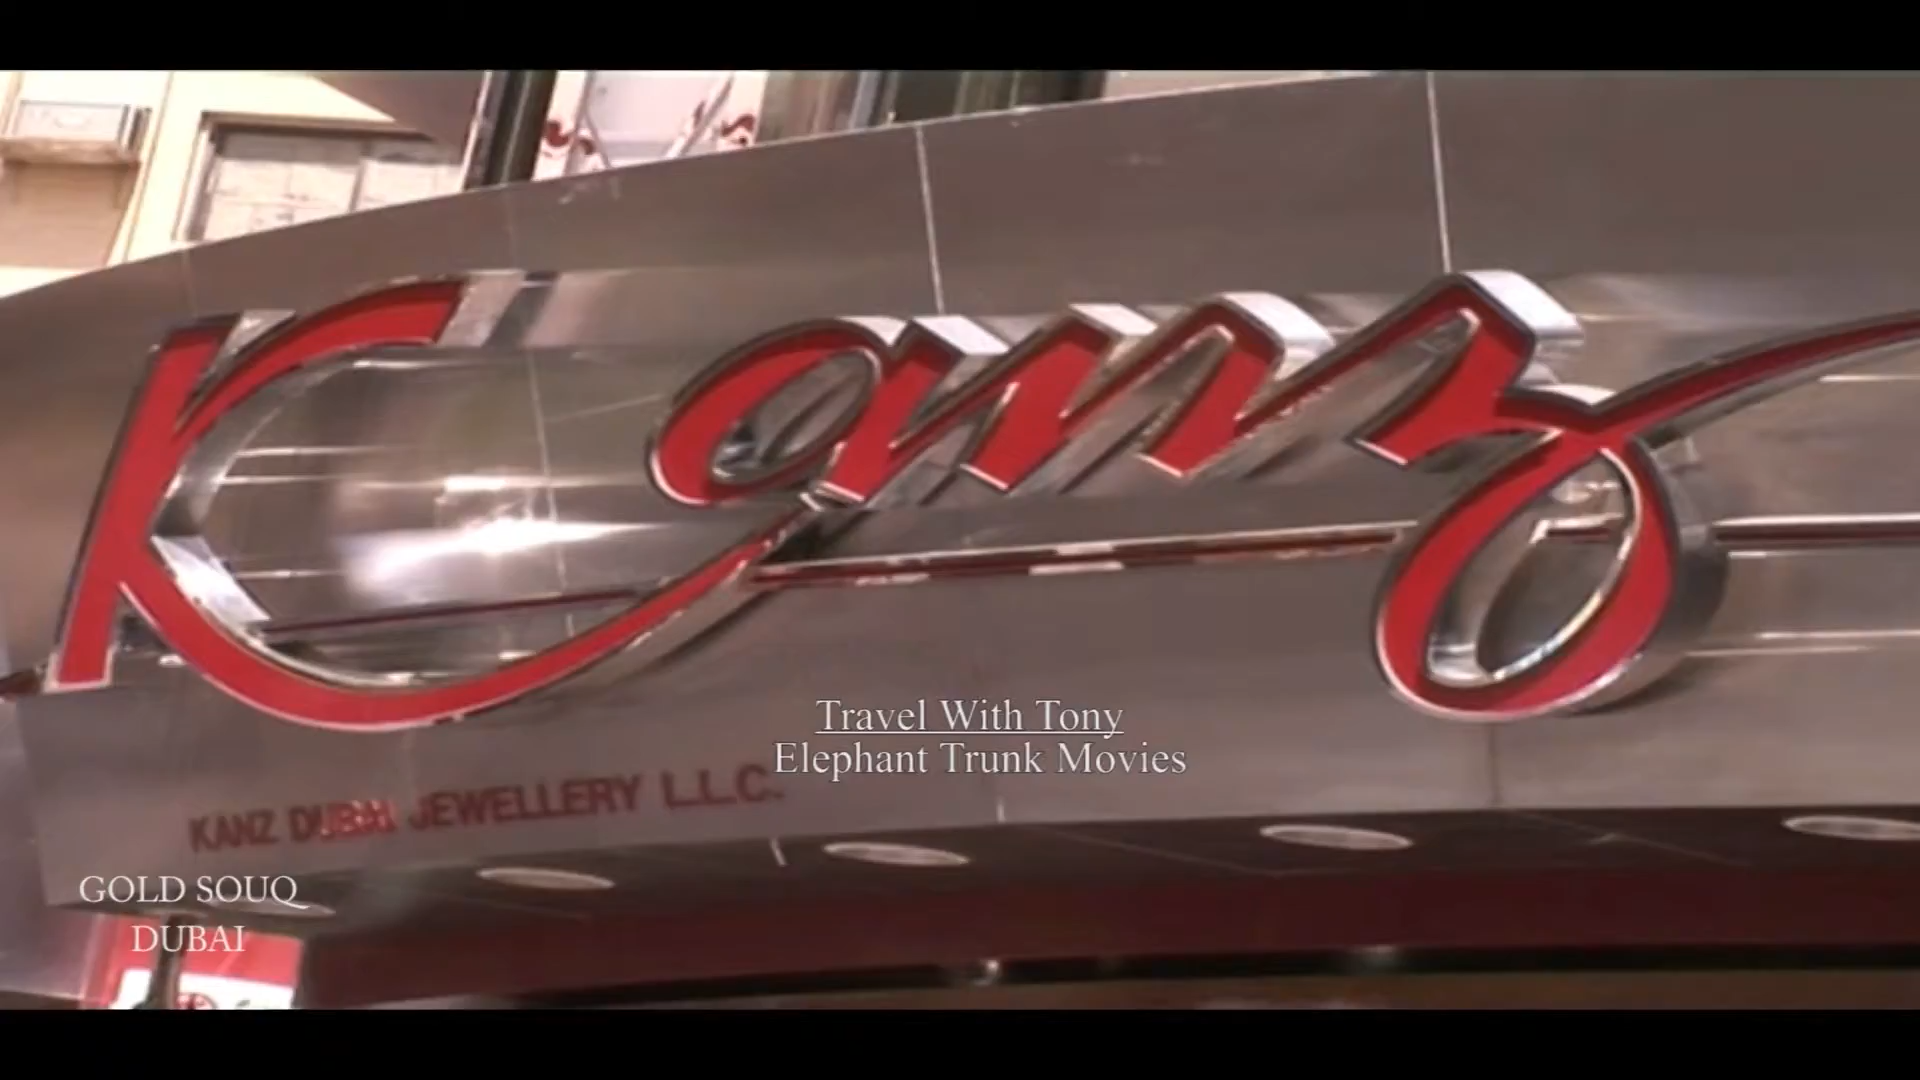 Kanz
Travel With Tony
Elephant Trunk Movies
KANZ DUBAI JEWELLERY L.L.C.
GOLD SOUQ
DUBAI